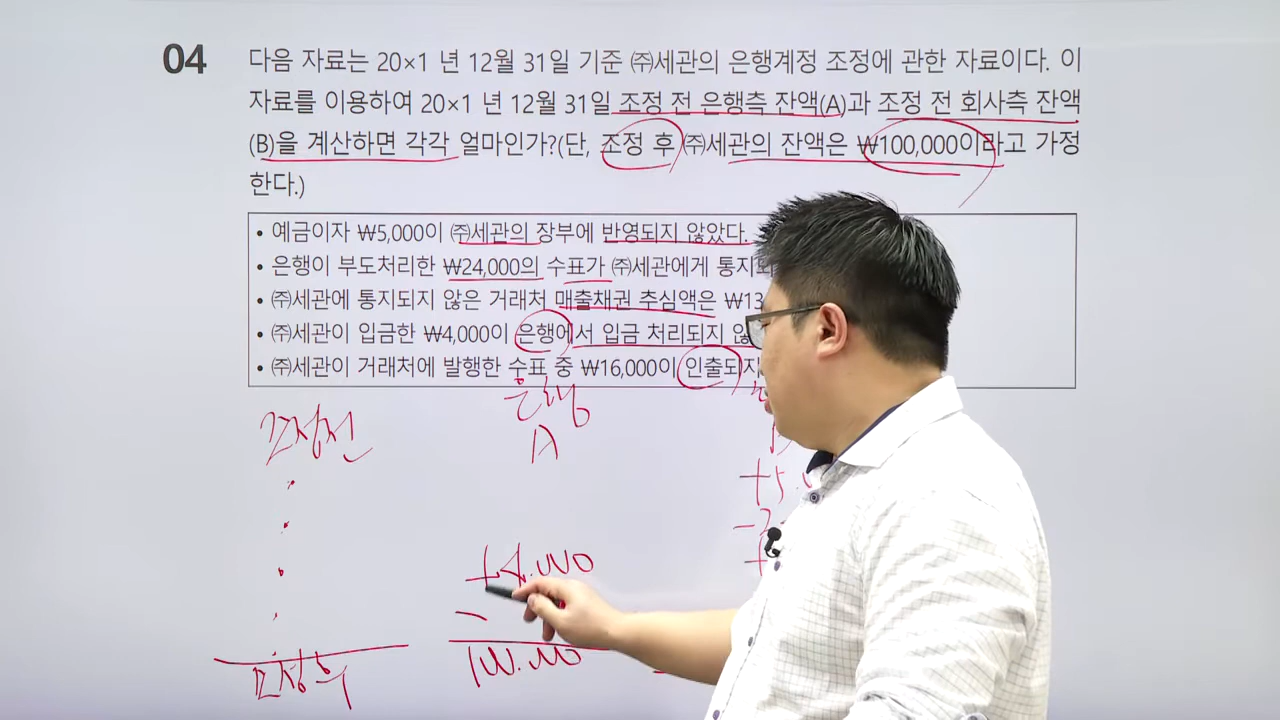 04
다음 자료는 20×1 년 12월 31일 기준 ㈜세관의 은행계정 조정에 관한 자료이다. 이
자료를 이용하여 20×1 년 12월 31일 조정 전 은행측 잔액(A)과 조정 전 회사측 잔액
(B)을 계산하면 각각 얼마인가?(단, 조정 후 ㈜세관의 잔액은 ₩100,000이라고 가정
한다.)
• 예금이자 ₩5,000이 ㈜세관의 장부에 반영되지 않았다.
• 은행이 부도처리한 ₩24,000의 수표가 ㈜세관에게 통지되
• ㈜세관에 통지되지 않은 거래처 매출채권 추심액은 ₩13
• ㈜세관이 입금한 ₩4,000이 은행에서 입금 처리되지 않
• ㈜세관이 거래처에 발행한 수표 중 ₩16,000이 인출되지
조정전
은행
A
+5.
-2
+
+4.000
-
조정후
100.000